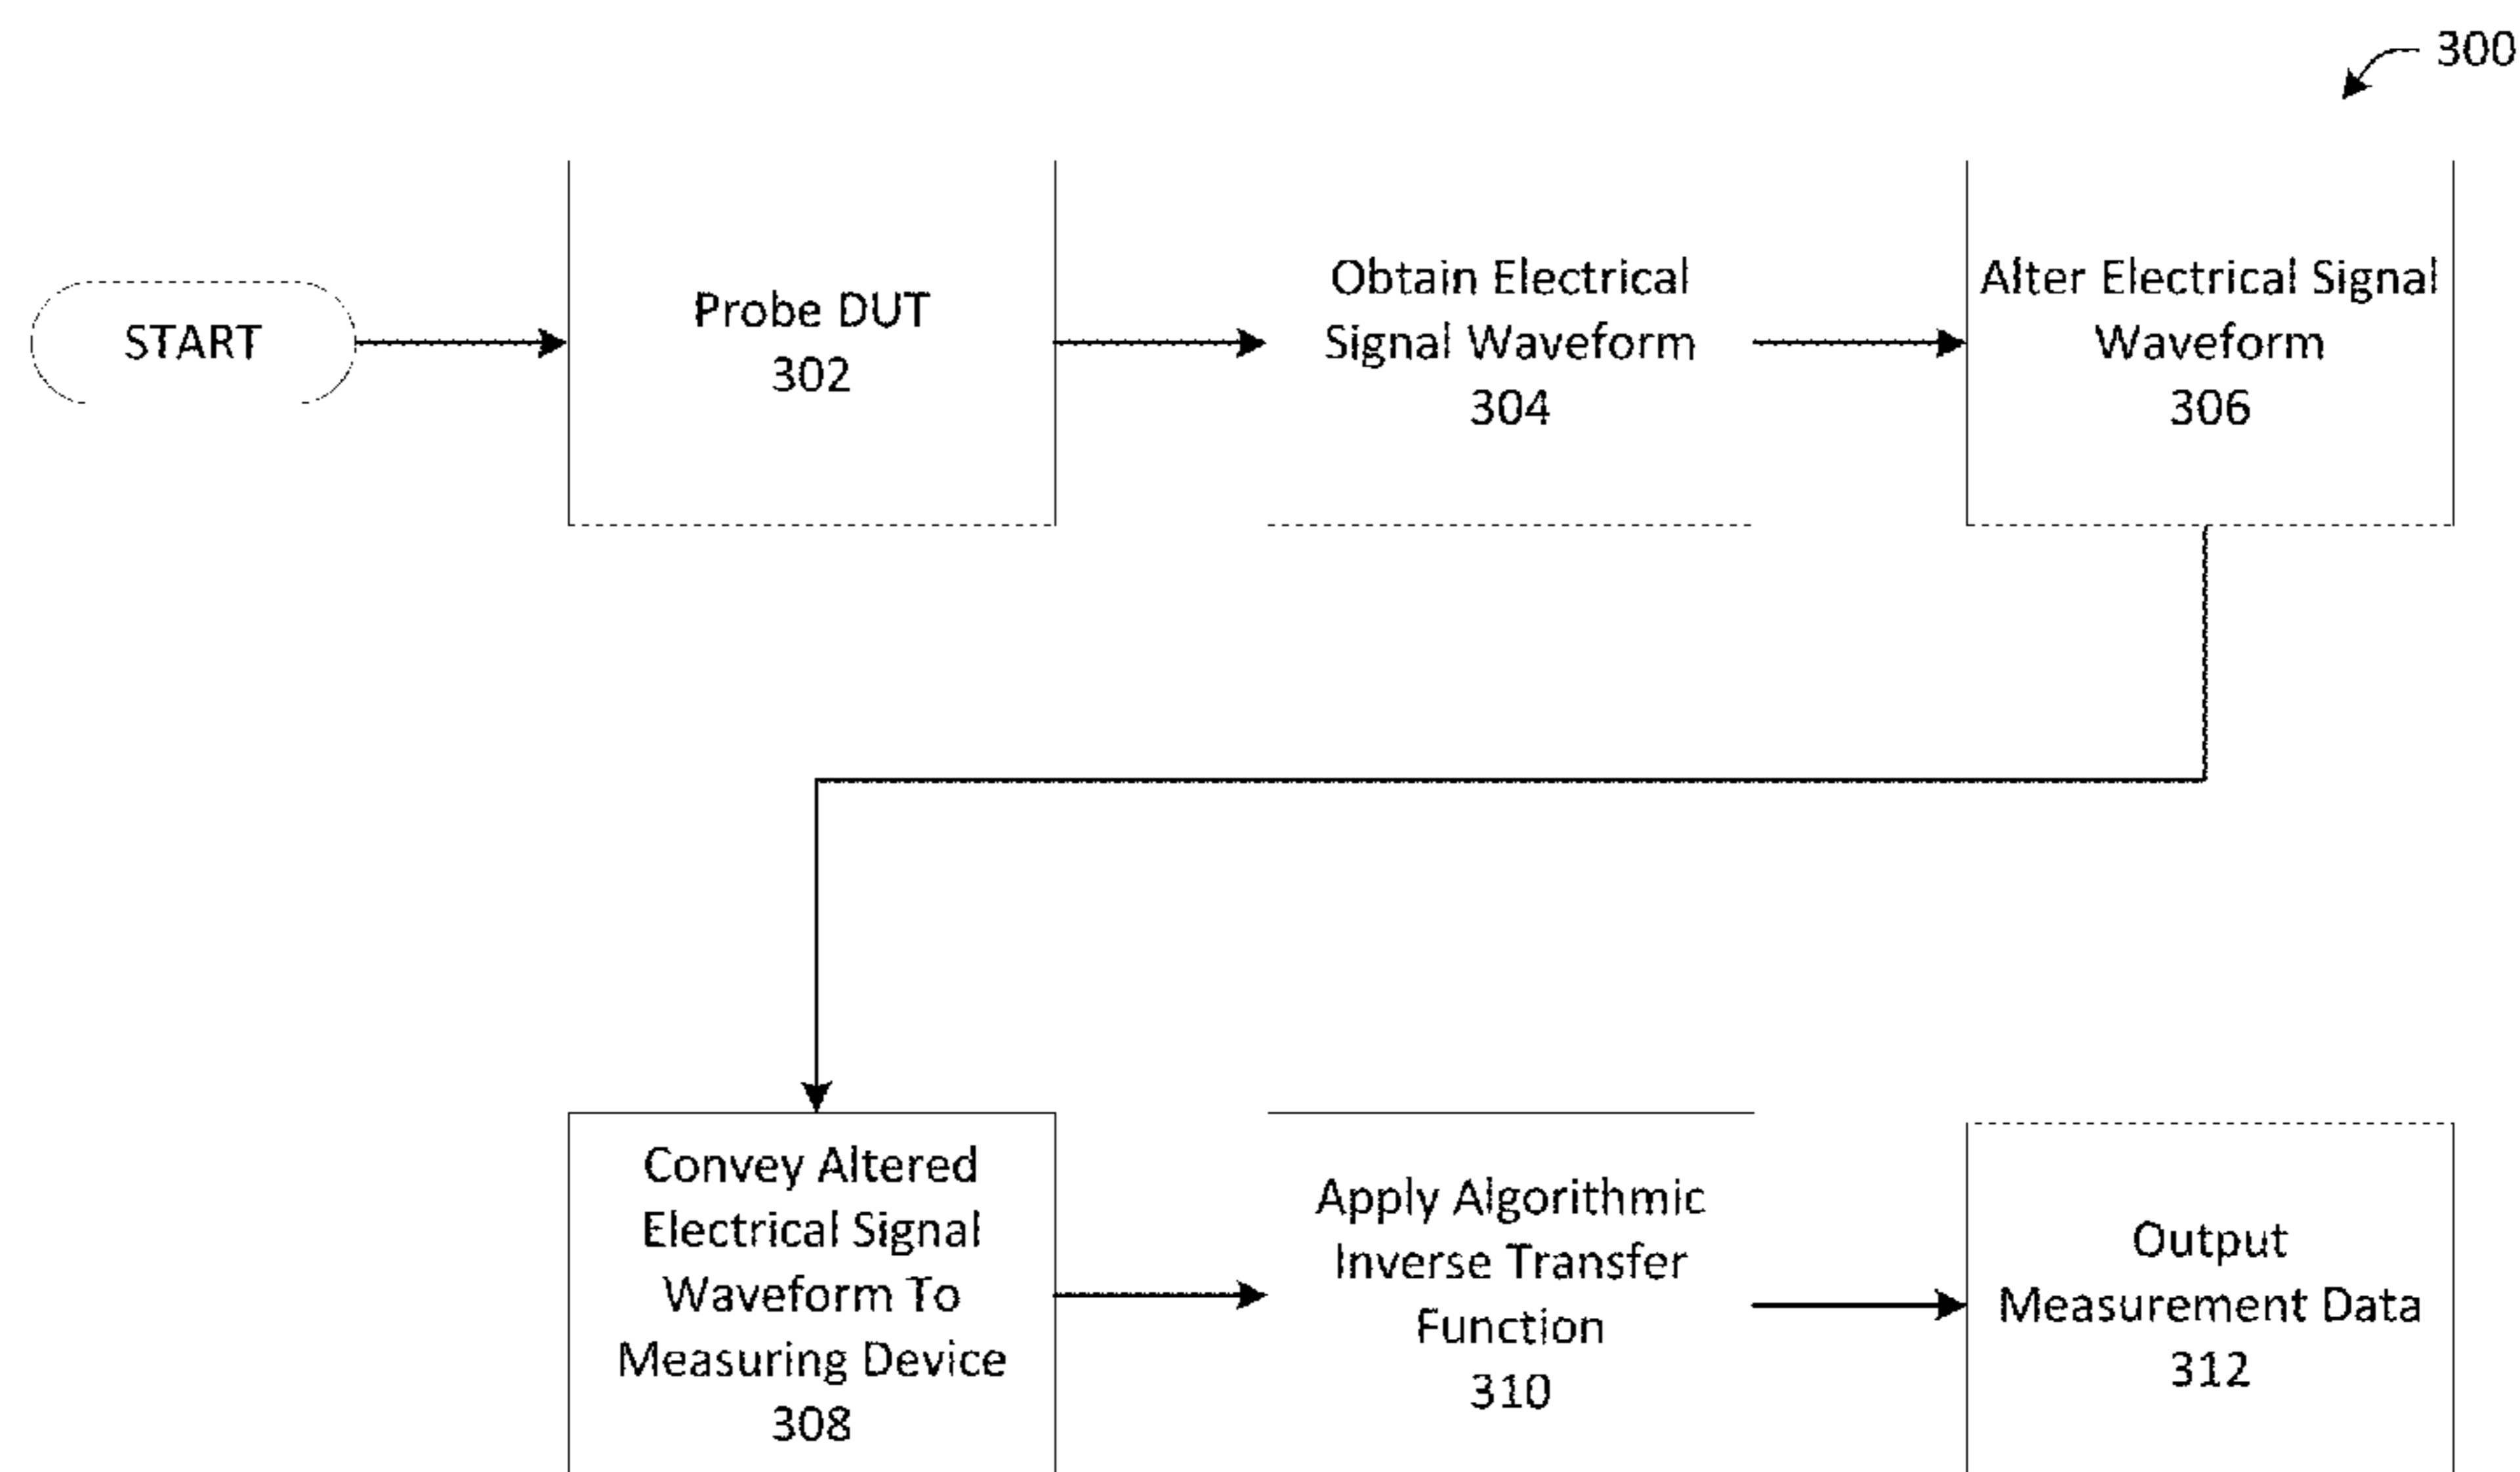 300
START
Probe DUT
302
Obtain Electrical
Signal Waveform
304
Alter Electrical Signal
Waveform
306
Convey Altered
Electrical Signal
Waveform To
Measuring Device
308
Apply Algorithmic
Inverse Transfer
Function
310
Output
Measurement Data
312